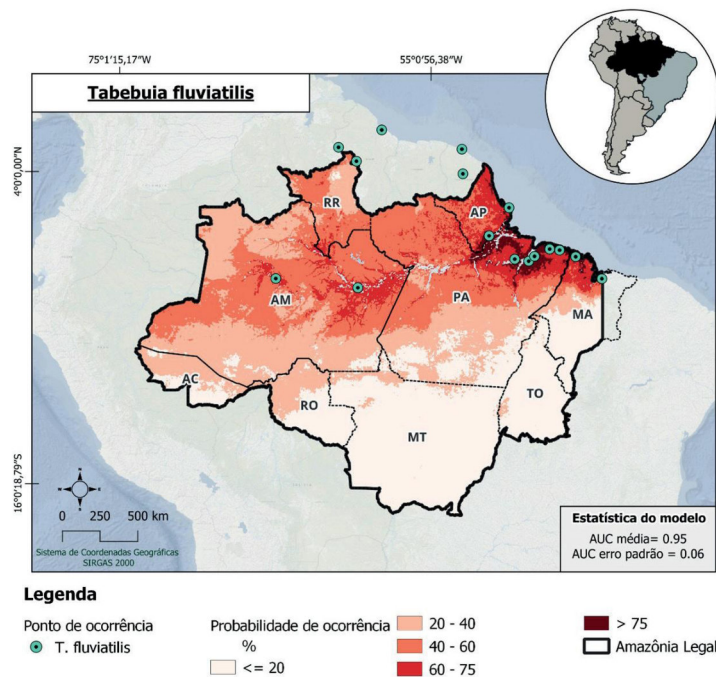 75°1'15,17"W
55°0'56,38"W
Tabebuia fluviatilis
4°0'0,00"N
16°0'18,79"S
RR
AP
AM
PA
MA
AC
RO
TO
MT
0 250 500 km
Sistema de Coordenadas Geográficas
SIRGAS 2000
Estatística do modelo
AUC média= 0.95
AUC erro padrão = 0.06
Legenda
Ponto de ocorrência
T. fluviatilis
Probabilidade de ocorrência
%
<= 20
20 - 40
40 - 60
60 - 75
> 75
Amazônia Legal